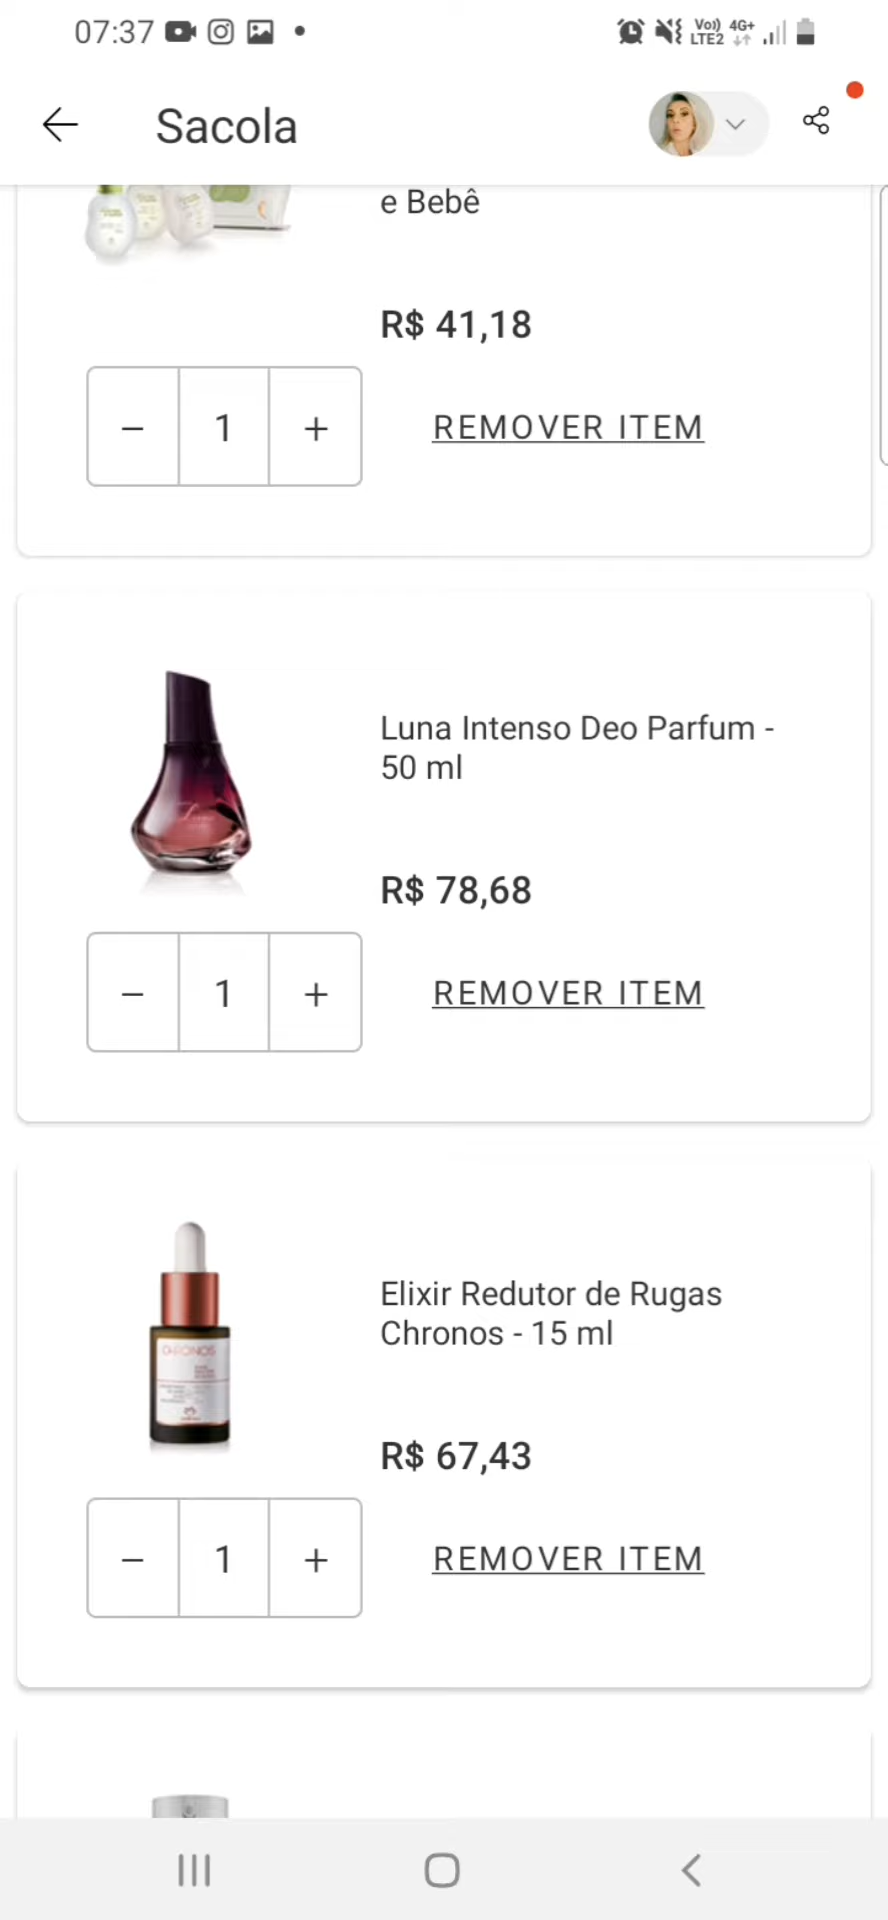 07:37
Vo) 4G+
LTE2
Sacola
e Bebê
R$ 41,18
− 1 + REMOVER ITEM
Luna Intenso Deo Parfum -
50 ml
R$ 78,68
− 1 + REMOVER ITEM
Elixir Redutor de Rugas
Chronos - 15 ml
CHRONOS
R$ 67,43
− 1 + REMOVER ITEM